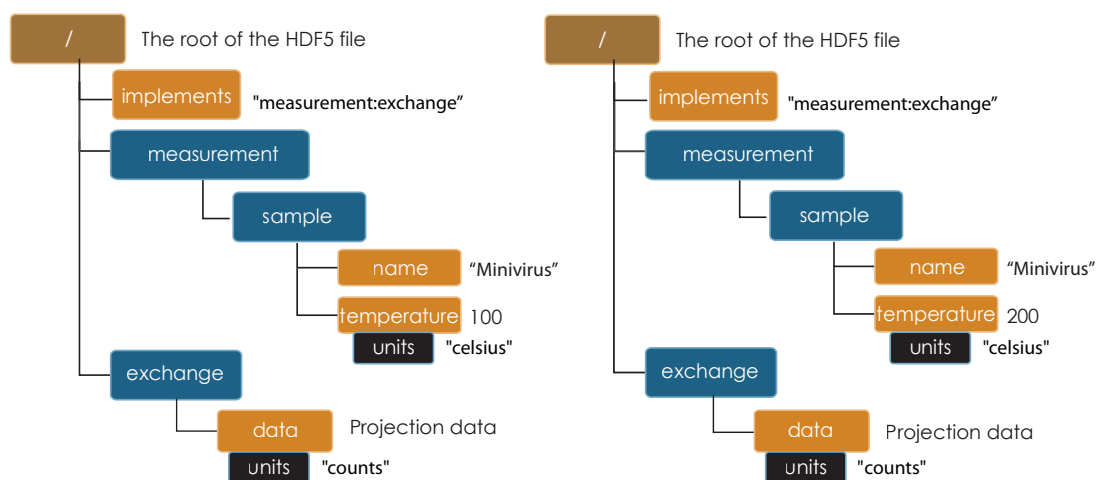 / The root of the HDF5 file
implements "measurement:exchange”
measurement
sample
name “Minivirus”
temperature 100
units "celsius"
exchange
data Projection data
units "counts"
/ The root of the HDF5 file
implements "measurement:exchange”
measurement
sample
name “Minivirus”
temperature 200
units "celsius"
exchange
data Projection data
units "counts"